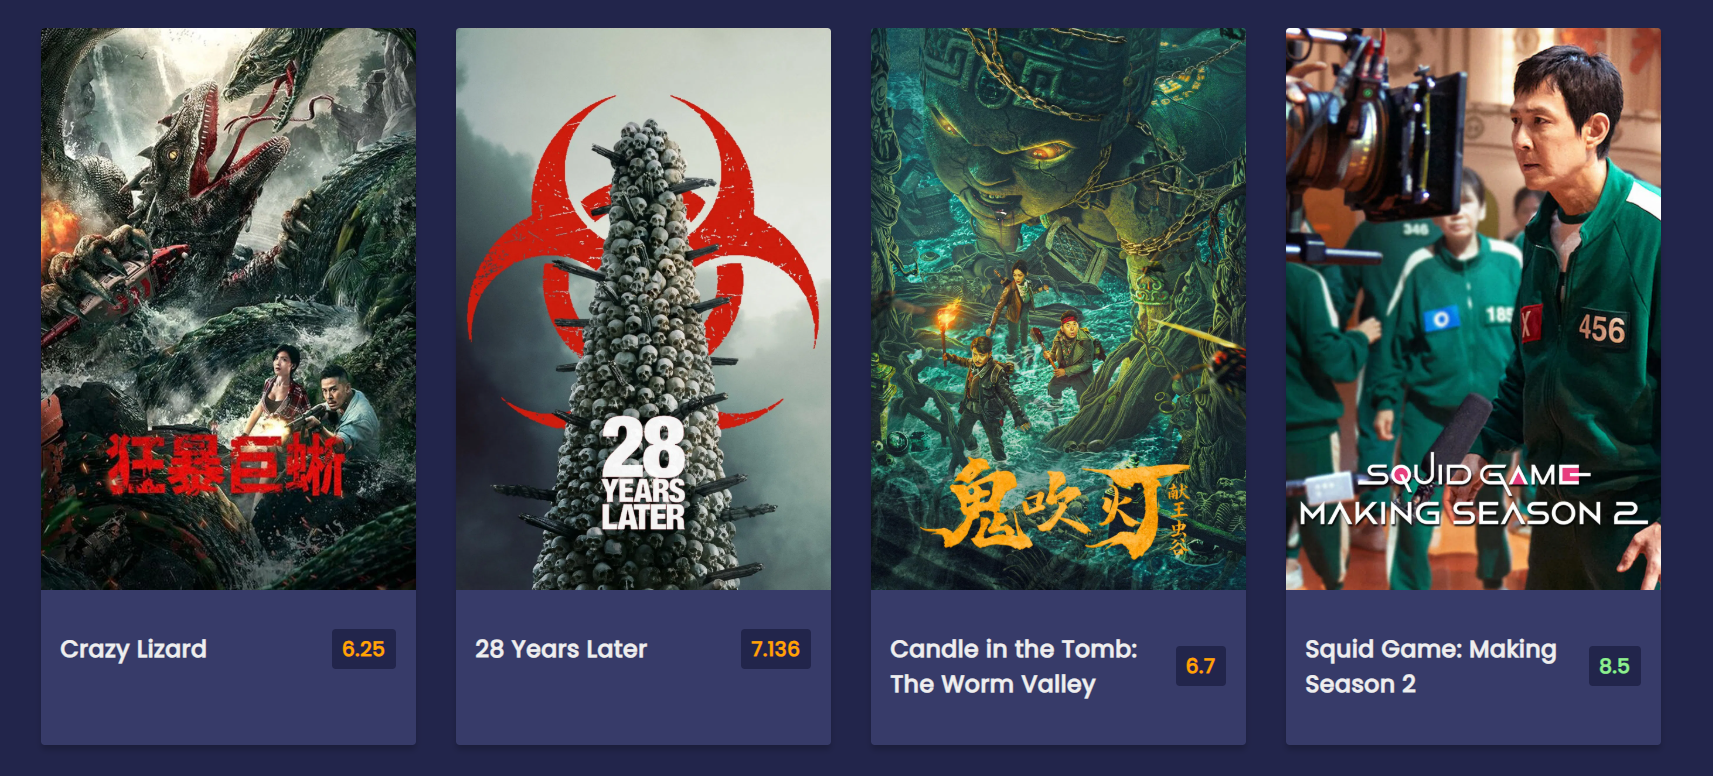 狂暴巨蜥
28
YEARS
LATER
鬼吹灯
献王虫谷
346
185
X
456
SQUID GAME
MAKING SEASON 2
Crazy Lizard
6.25
28 Years Later
7.136
Candle in the Tomb:
The Worm Valley
6.7
Squid Game: Making
Season 2
8.5